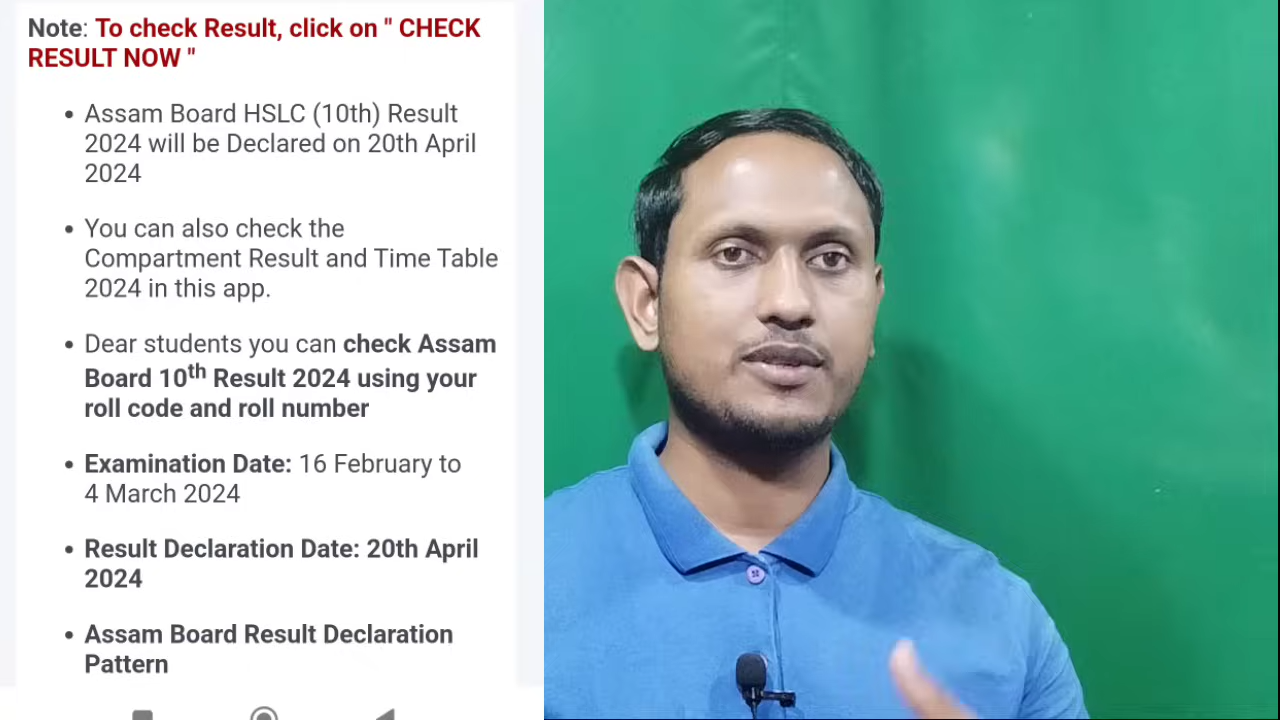 Note: To check Result, click on " CHECK
RESULT NOW "
• Assam Board HSLC (10th) Result
2024 will be Declared on 20th April
2024
• You can also check the
Compartment Result and Time Table
2024 in this app.
• Dear students you can check Assam
Board 10th Result 2024 using your
roll code and roll number
• Examination Date: 16 February to
4 March 2024
• Result Declaration Date: 20th April
2024
• Assam Board Result Declaration
Pattern